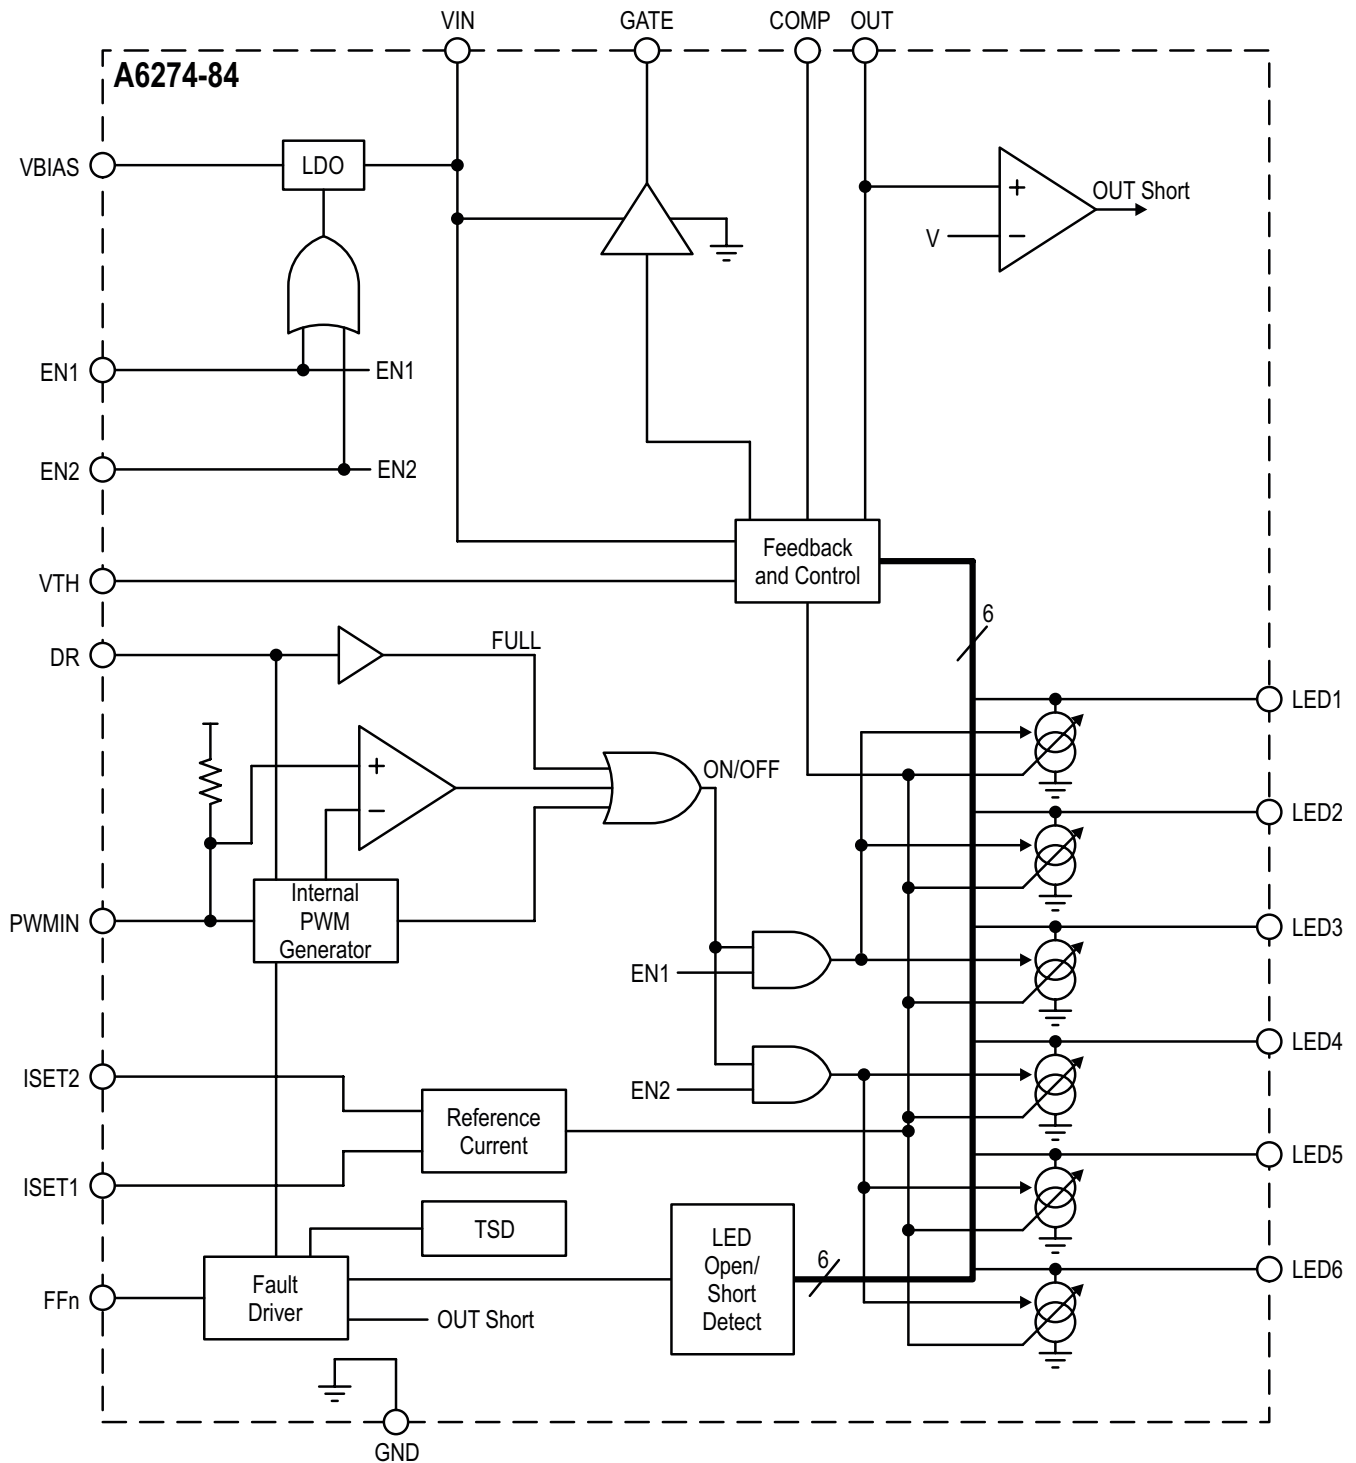 VIN
GATE
COMP
OUT
A6274-84
VBIAS
LDO
OUT Short
+
V
−
EN1
EN1
EN2
EN2
Feedback
and Control
VTH
6
DR
FULL
LED1
+
ON/OFF
−
LED2
Internal
PWM
Generator
PWMIN
LED3
EN1
LED4
ISET2
EN2
Reference
Current
LED5
ISET1
TSD
LED
Open/
Short
Detect
6
LED6
Fault
Driver
FFn
OUT Short
GND